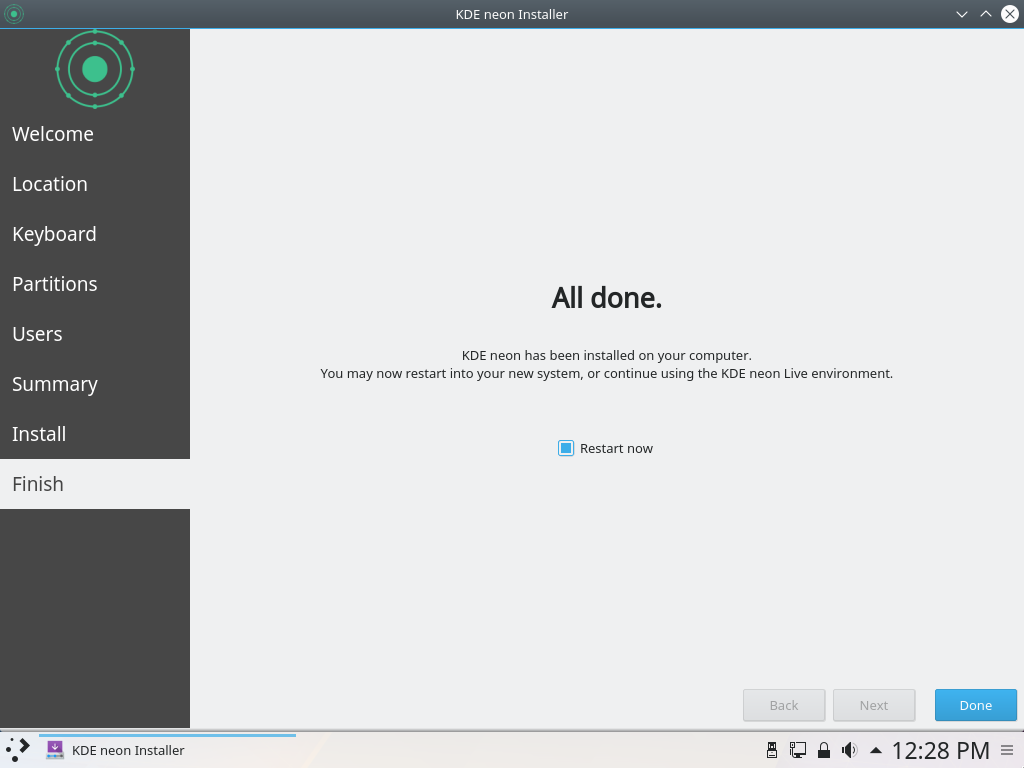 KDE neon Installer
Welcome
Location
Keyboard
Partitions
Users
Summary
Install
Finish
All done.
KDE neon has been installed on your computer.
You may now restart into your new system, or continue using the KDE neon Live environment.
Restart now
Back
Next
Done
KDE neon Installer
12:28 PM